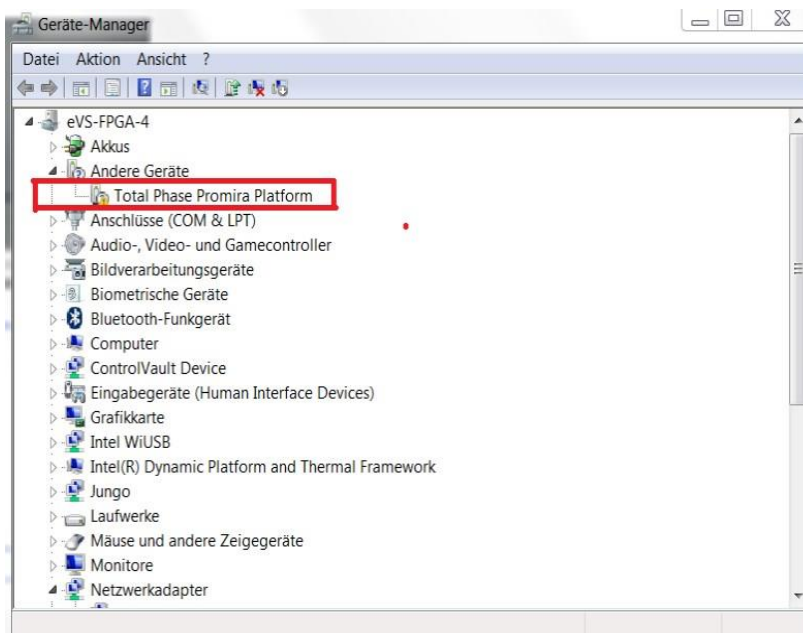 Geräte-Manager
Datei Aktion Ansicht ?
eVS-FPGA-4
Akkus
Andere Geräte
Total Phase Promira Platform
Anschlüsse (COM & LPT)
Audio-, Video- und Gamecontroller
Bildverarbeitungsgeräte
Biometrische Geräte
Bluetooth-Funkgerät
Computer
ControlVault Device
Eingabegeräte (Human Interface Devices)
Grafikkarte
Intel WiUSB
Intel(R) Dynamic Platform and Thermal Framework
Jungo
Laufwerke
Mäuse und andere Zeigegeräte
Monitore
Netzwerkadapter